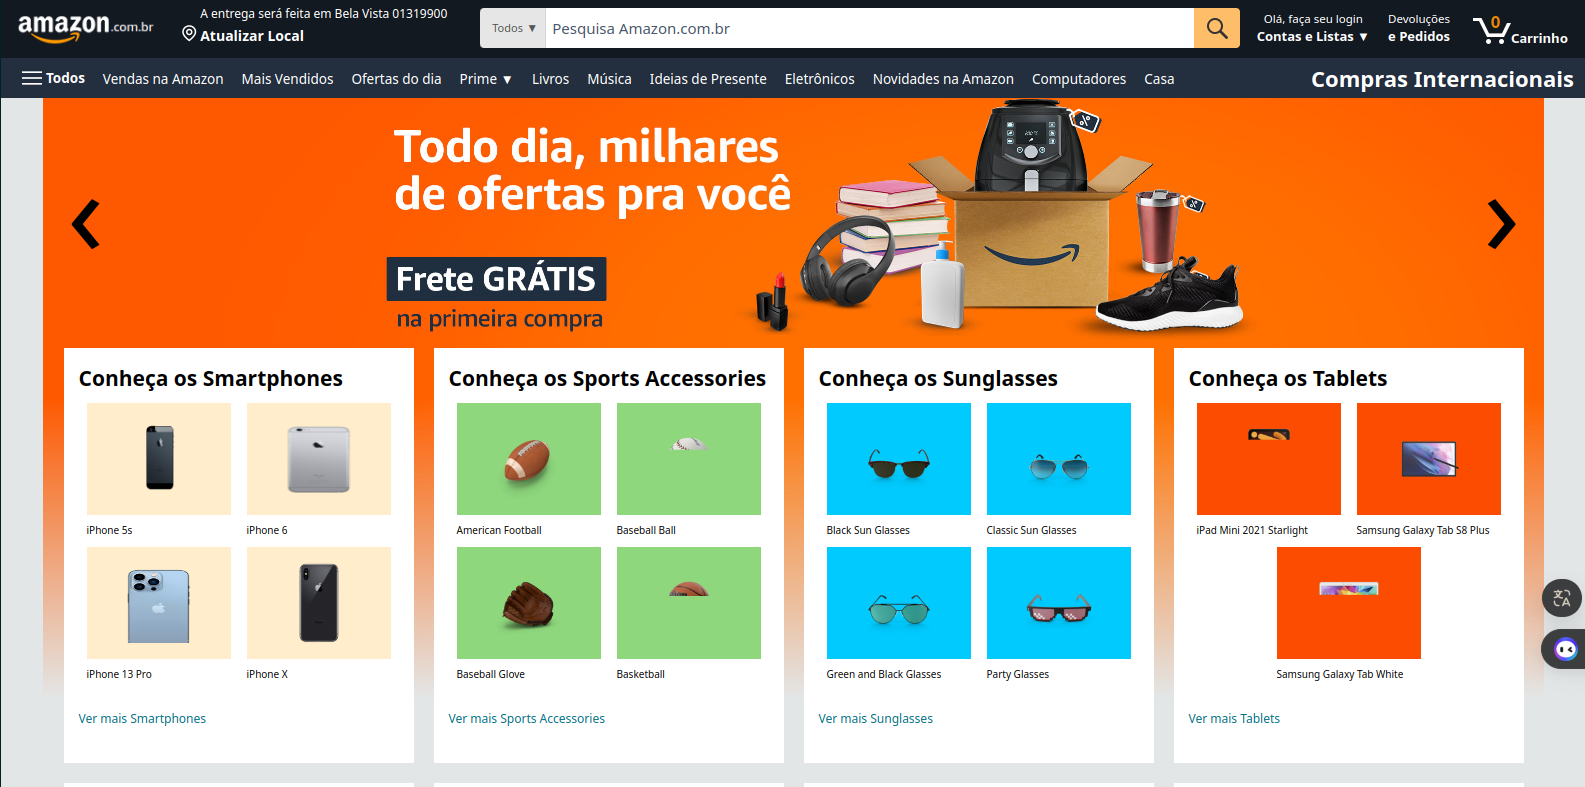 amazon.com.br
A entrega será feita em Bela Vista 01319900
Atualizar Local
Todos ▼
Pesquisa Amazon.com.br
Olá, faça seu login
Contas e Listas ▼
Devoluções
e Pedidos
0
Carrinho
Todos
Vendas na Amazon
Mais Vendidos
Ofertas do dia
Prime ▼
Livros
Música
Ideias de Presente
Eletrônicos
Novidades na Amazon
Computadores
Casa
Compras Internacionais
Todo dia, milhares
de ofertas pra você
Frete GRÁTIS
na primeira compra
%
%
Conheça os Smartphones
iPhone 5s
iPhone 6
iPhone 13 Pro
iPhone X
Ver mais Smartphones
Conheça os Sports Accessories
American Football
Baseball Ball
Baseball Glove
Basketball
Ver mais Sports Accessories
Conheça os Sunglasses
Black Sun Glasses
Classic Sun Glasses
Green and Black Glasses
Party Glasses
Ver mais Sunglasses
Conheça os Tablets
iPad Mini 2021 Starlight
Samsung Galaxy Tab S8 Plus
Samsung Galaxy Tab White
Ver mais Tablets